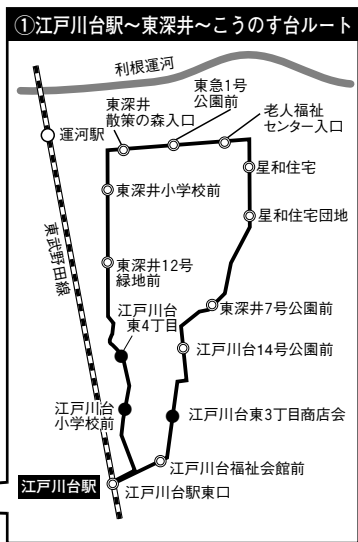 ①江戸川台駅～東深井～こうのす台ルート
利根運河
運河駅
東深井
散策の森入口
東急1号
公園前
老人福祉
センター入口
星和住宅
東深井小学校前
星和住宅団地
東武野田線
東深井12号
緑地前
東深井7号公園前
江戸川台
東4丁目
江戸川台14号公園前
江戸川台
小学校前
江戸川台東3丁目商店会
江戸川台福祉会館前
江戸川台駅
江戸川台駅東口